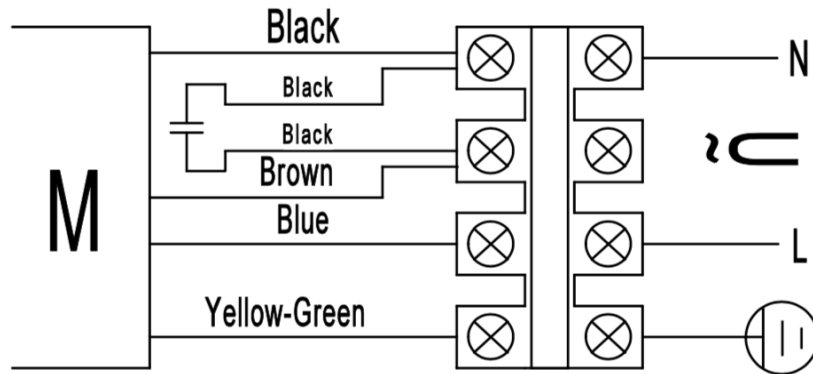 Black
N
Black
Black
~U
M
Brown
Blue
L
Yellow-Green